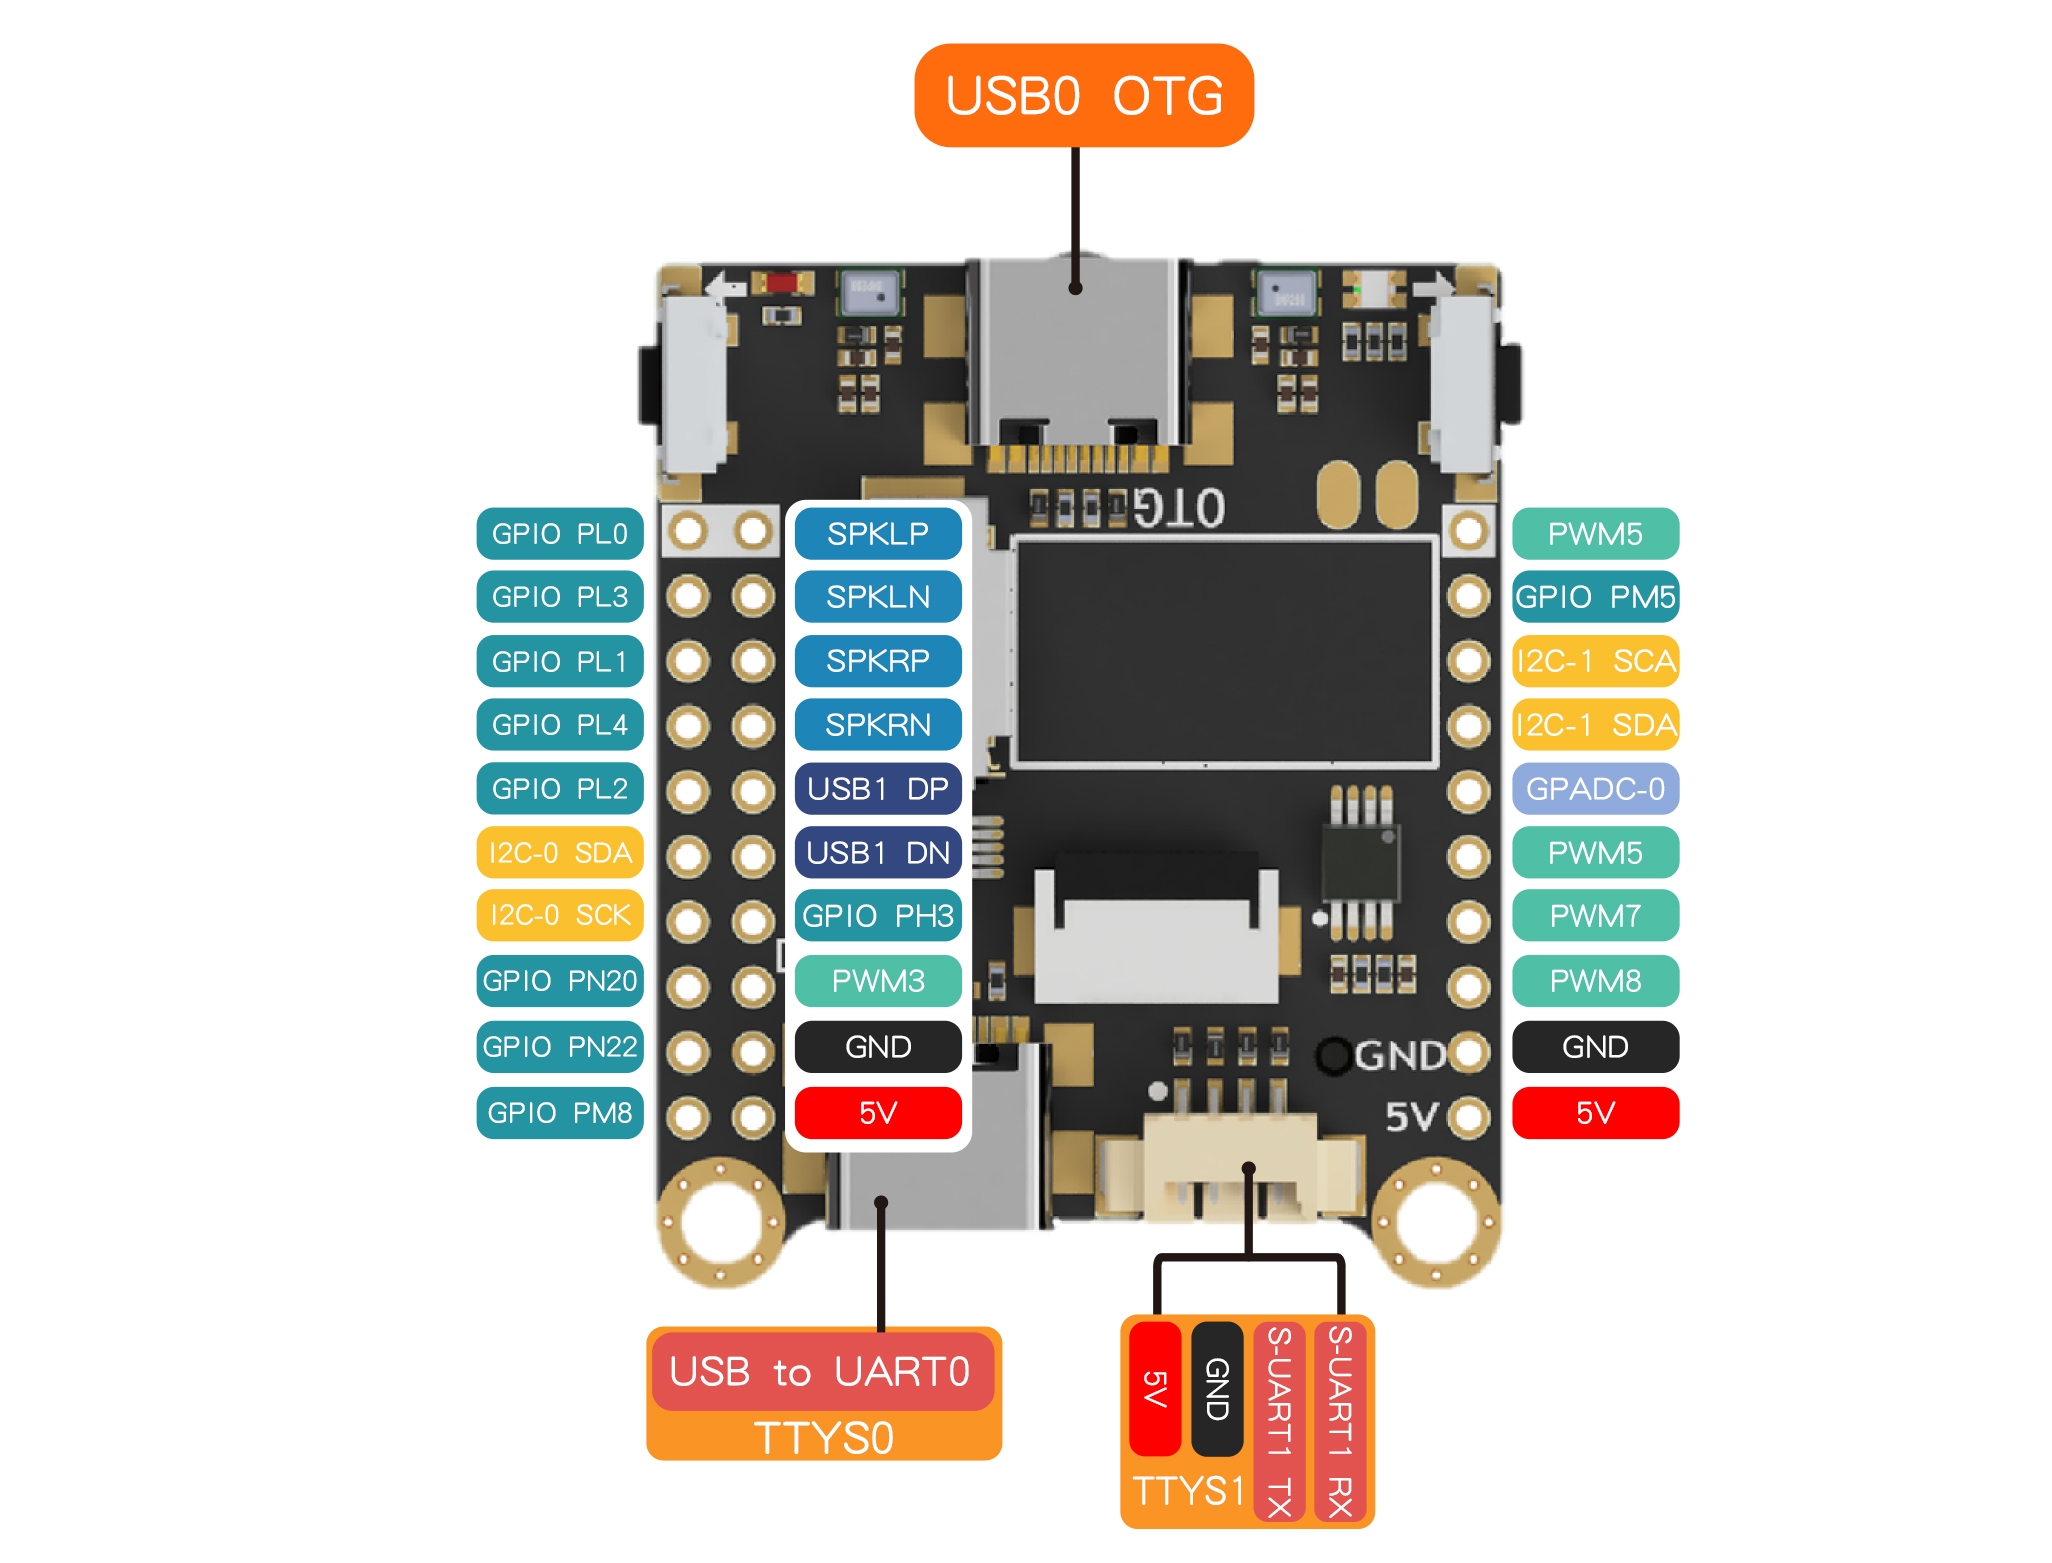 USB0 OTG
OTG
GPIO PL0 SPKLP PWM5
GPIO PL3 SPKLN GPIO PM5
GPIO PL1 SPKRP I2C-1 SCA
GPIO PL4 SPKRN I2C-1 SDA
GPIO PL2 USB1 DP GPADC-0
I2C-0 SDA USB1 DN PWM5
I2C-0 SCK GPIO PH3 PWM7
GPIO PN20 PWM3 PWM8
GPIO PN22 GND GND GND
GPIO PM8 5V 5V 5V
USB to UART0
TTYS0
5V
GND
S-UART1 TX
S-UART1 RX
TTYS1